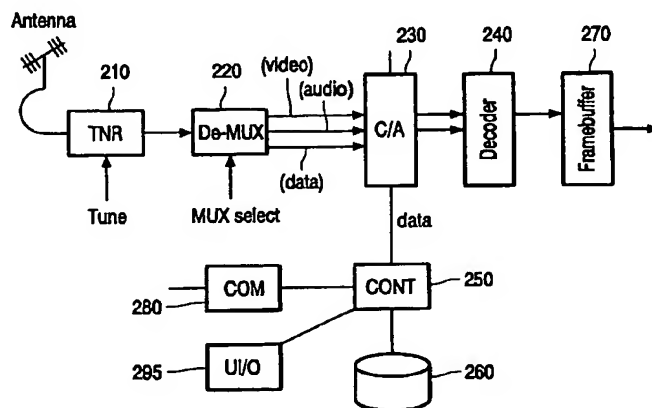 Antenna
210
220
230
240
270
(video)
(audio)
TNR
De-MUX
C/A
Decoder
Framebuffer
(data)
Tune
MUX select
data
COM
CONT
250
280
UI/O
295
260